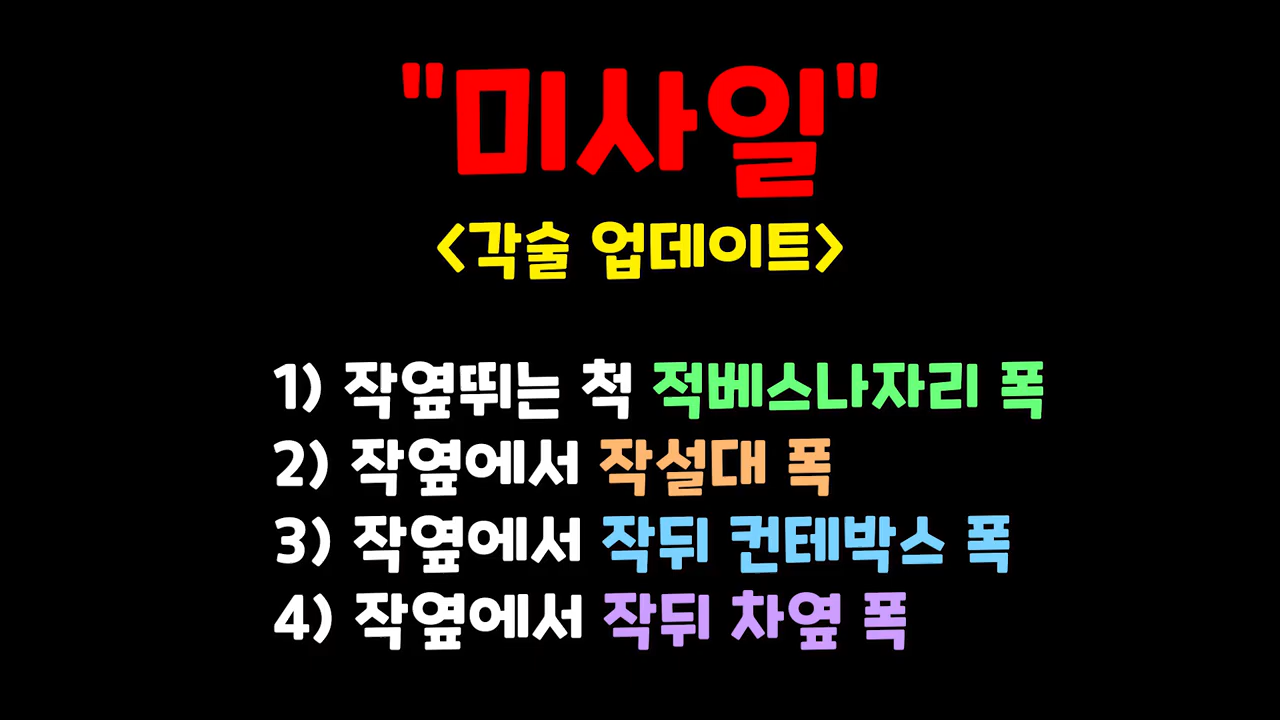 "미사일"
<각술 업데이트>
1) 작옆뛰는 척 적베스나자리 폭
2) 작옆에서 작설대 폭
3) 작옆에서 작뒤 컨테박스 폭
4) 작옆에서 작뒤 차옆 폭